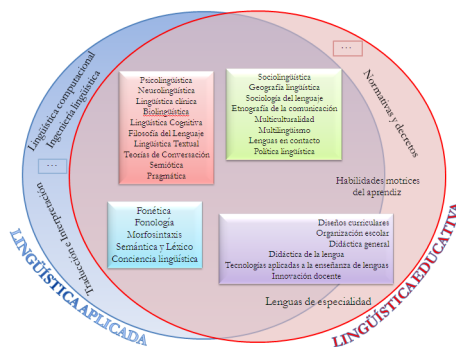 ...
Lingüística computacional
Ingeniería lingüística
Normativas y decretos
Psicolingüística
Neurolingüística
Lingüística clínica
Biolingüística
Lingüística Cognitiva
Filosofía del Lenguaje
Lingüística Textual
Teorías de Conversación
Semiótica
Pragmática
Sociolingüística
Geografía lingüística
Sociología del lenguaje
Etnografía de la comunicación
Multiculturalidad
Multilingüismo
Lenguas en contacto
Política lingüística
...
Habilidades motrices
del aprendiz
Traducción e Interpretación
Fonética
Fonología
Morfosintaxis
Semántica y Léxico
Conciencia lingüística
Diseños curriculares
Organización escolar
Didáctica general
Didáctica de la lengua
Tecnologías aplicadas a la enseñanza de lenguas
Innovación docente
Lenguas de especialidad
LINGÜÍSTICA APLICADA
LINGÜÍSTICA EDUCATIVA